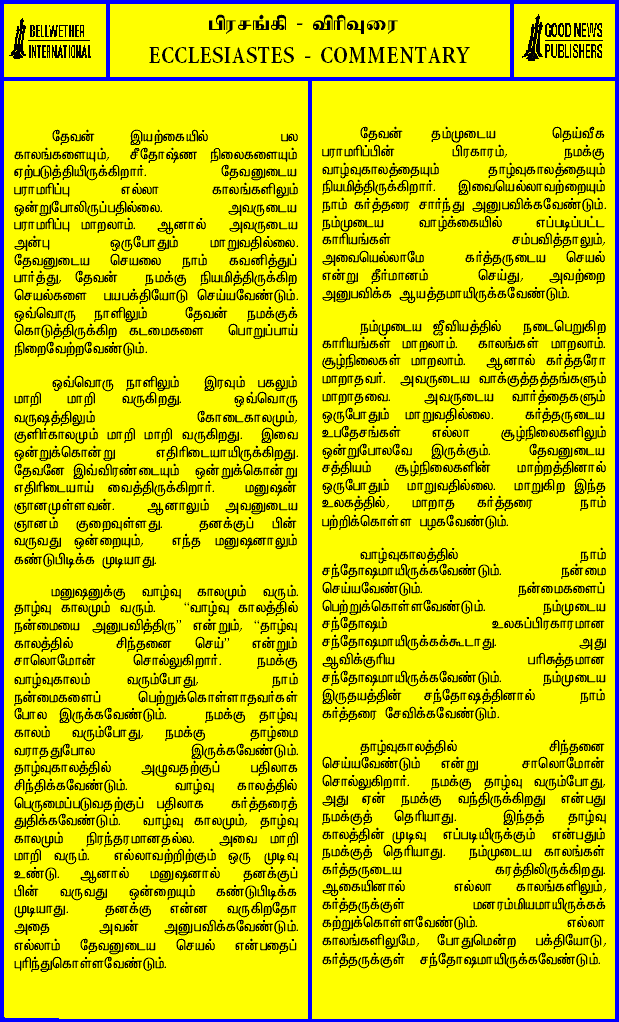 BELLWETHER
INTERNATIONAL
பிரசங்கி - விரிவுரை
ECCLESIASTES - COMMENTARY
GOOD NEWS
PUBLISHERS
தேவன் இயற்கையில் பல
காலங்களையும், சீதோஷ்ண நிலைகளையும்
ஏற்படுத்தியிருக்கிறார். தேவனுடைய
பராமரிப்பு எல்லா காலங்களிலும்
ஒன்றுபோலிருப்பதில்லை. அவருடைய
பராமரிப்பு மாறலாம். ஆனால் அவருடைய
அன்பு ஒருபோதும் மாறுவதில்லை.
தேவனுடைய செயலை நாம் கவனித்துப்
பார்த்து, தேவன் நமக்கு நியமித்திருக்கிற
செயல்களை பயபக்தியோடு செய்யவேண்டும்.
ஒவ்வொரு நாளிலும் தேவன் நமக்குக்
கொடுத்திருக்கிற கடமைகளை பொறுப்பாய்
நிறைவேற்றவேண்டும்.
ஒவ்வொரு நாளிலும் இரவும் பகலும்
மாறி மாறி வருகிறது. ஒவ்வொரு
வருஷத்திலும் கோடைகாலமும்,
குளிர்காலமும் மாறி மாறி வருகிறது. இவை
ஒன்றுக்கொன்று எதிரிடையாயிருக்கிறது.
தேவனே இவ்விரண்டையும் ஒன்றுக்கொன்று
எதிரிடையாய் வைத்திருக்கிறார். மனுஷன்
ஞானமுள்ளவன். ஆனாலும் அவனுடைய
ஞானம் குறைவுள்ளது. தனக்குப் பின்
வருவது ஒன்றையும், எந்த மனுஷனாலும்
கண்டுபிடிக்க முடியாது.
மனுஷனுக்கு வாழ்வு காலமும் வரும்.
தாழ்வு காலமும் வரும். “வாழ்வு காலத்தில்
நன்மையை அனுபவித்திரு” என்றும், “தாழ்வு
காலத்தில் சிந்தனை செய்” என்றும்
சாலொமோன் சொல்லுகிறார். நமக்கு
வாழ்வுகாலம் வரும்போது, நாம்
நன்மைகளைப் பெற்றுக்கொள்ளாதவர்கள்
போல இருக்கவேண்டும். நமக்கு தாழ்வு
காலம் வரும்போது, நமக்கு தாழ்மை
வராததுபோல இருக்கவேண்டும்.
தாழ்வுகாலத்தில் அழுவதற்குப் பதிலாக
சிந்திக்கவேண்டும். வாழ்வு காலத்தில்
பெருமைப்படுவதற்குப் பதிலாக கர்த்தரைத்
துதிக்கவேண்டும். வாழ்வு காலமும், தாழ்வு
காலமும் நிரந்தரமானதல்ல. அவை மாறி
மாறி வரும். எல்லாவற்றிற்கும் ஒரு முடிவு
உண்டு. ஆனால் மனுஷனால் தனக்குப்
பின் வருவது ஒன்றையும் கண்டுபிடிக்க
முடியாது. தனக்கு என்ன வருகிறதோ
அதை அவன் அனுபவிக்கவேண்டும்.
எல்லாம் தேவனுடைய செயல் என்பதைப்
புரிந்துகொள்ளவேண்டும்.
தேவன் தம்முடைய தெய்வீக
பராமரிப்பின் பிரகாரம், நமக்கு
வாழ்வுகாலத்தையும் தாழ்வுகாலத்தையும்
நியமித்திருக்கிறார். இவையெல்லாவற்றையும்
நாம் கர்த்தரை சார்ந்து அனுபவிக்கவேண்டும்.
நம்முடைய வாழ்க்கையில் எப்படிப்பட்ட
காரியங்கள் சம்பவித்தாலும்,
அவையெல்லாமே கர்த்தருடைய செயல்
என்று தீர்மானம் செய்து, அவற்றை
அனுபவிக்க ஆயத்தமாயிருக்கவேண்டும்.
நம்முடைய ஜீவியத்தில் நடைபெறுகிற
காரியங்கள் மாறலாம். காலங்கள் மாறலாம்.
சூழ்நிலைகள் மாறலாம். ஆனால் கர்த்தரோ
மாறாதவர். அவருடைய வாக்குத்தத்தங்களும்
மாறாதவை. அவருடைய வார்த்தைகளும்
ஒருபோதும் மாறுவதில்லை. கர்த்தருடைய
உபதேசங்கள் எல்லா சூழ்நிலைகளிலும்
ஒன்றுபோலவே இருக்கும். தேவனுடைய
சத்தியம் சூழ்நிலைகளின் மாற்றத்தினால்
ஒருபோதும் மாறுவதில்லை. மாறுகிற இந்த
உலகத்தில், மாறாத கர்த்தரை நாம்
பற்றிக்கொள்ள பழகவேண்டும்.
வாழ்வுகாலத்தில் நாம்
சந்தோஷமாயிருக்கவேண்டும். நன்மை
செய்யவேண்டும். நன்மைகளைப்
பெற்றுக்கொள்ளவேண்டும். நம்முடைய
சந்தோஷம் உலகப்பிரகாரமான
சந்தோஷமாயிருக்கக்கூடாது. அது
ஆவிக்குரிய பரிசுத்தமான
சந்தோஷமாயிருக்கவேண்டும். நம்முடைய
இருதயத்தின் சந்தோஷத்தினால் நாம்
கர்த்தரை சேவிக்கவேண்டும்.
தாழ்வுகாலத்தில் சிந்தனை
செய்யவேண்டும் என்று சாலொமோன்
சொல்லுகிறார். நமக்கு தாழ்வு வரும்போது,
அது ஏன் நமக்கு வந்திருக்கிறது என்பது
நமக்குத் தெரியாது. இந்தத் தாழ்வு
காலத்தின் முடிவு எப்படியிருக்கும் என்பதும்
நமக்குத் தெரியாது. நம்முடைய காலங்கள்
கர்த்தருடைய கரத்திலிருக்கிறது.
ஆகையினால் எல்லா காலங்களிலும்,
கர்த்தருக்குள் மனரம்மியமாயிருக்கக்
கற்றுக்கொள்ளவேண்டும். எல்லா
காலங்களிலுமே, போதுமென்ற பக்தியோடு,
கர்த்தருக்குள் சந்தோஷமாயிருக்கவேண்டும்.